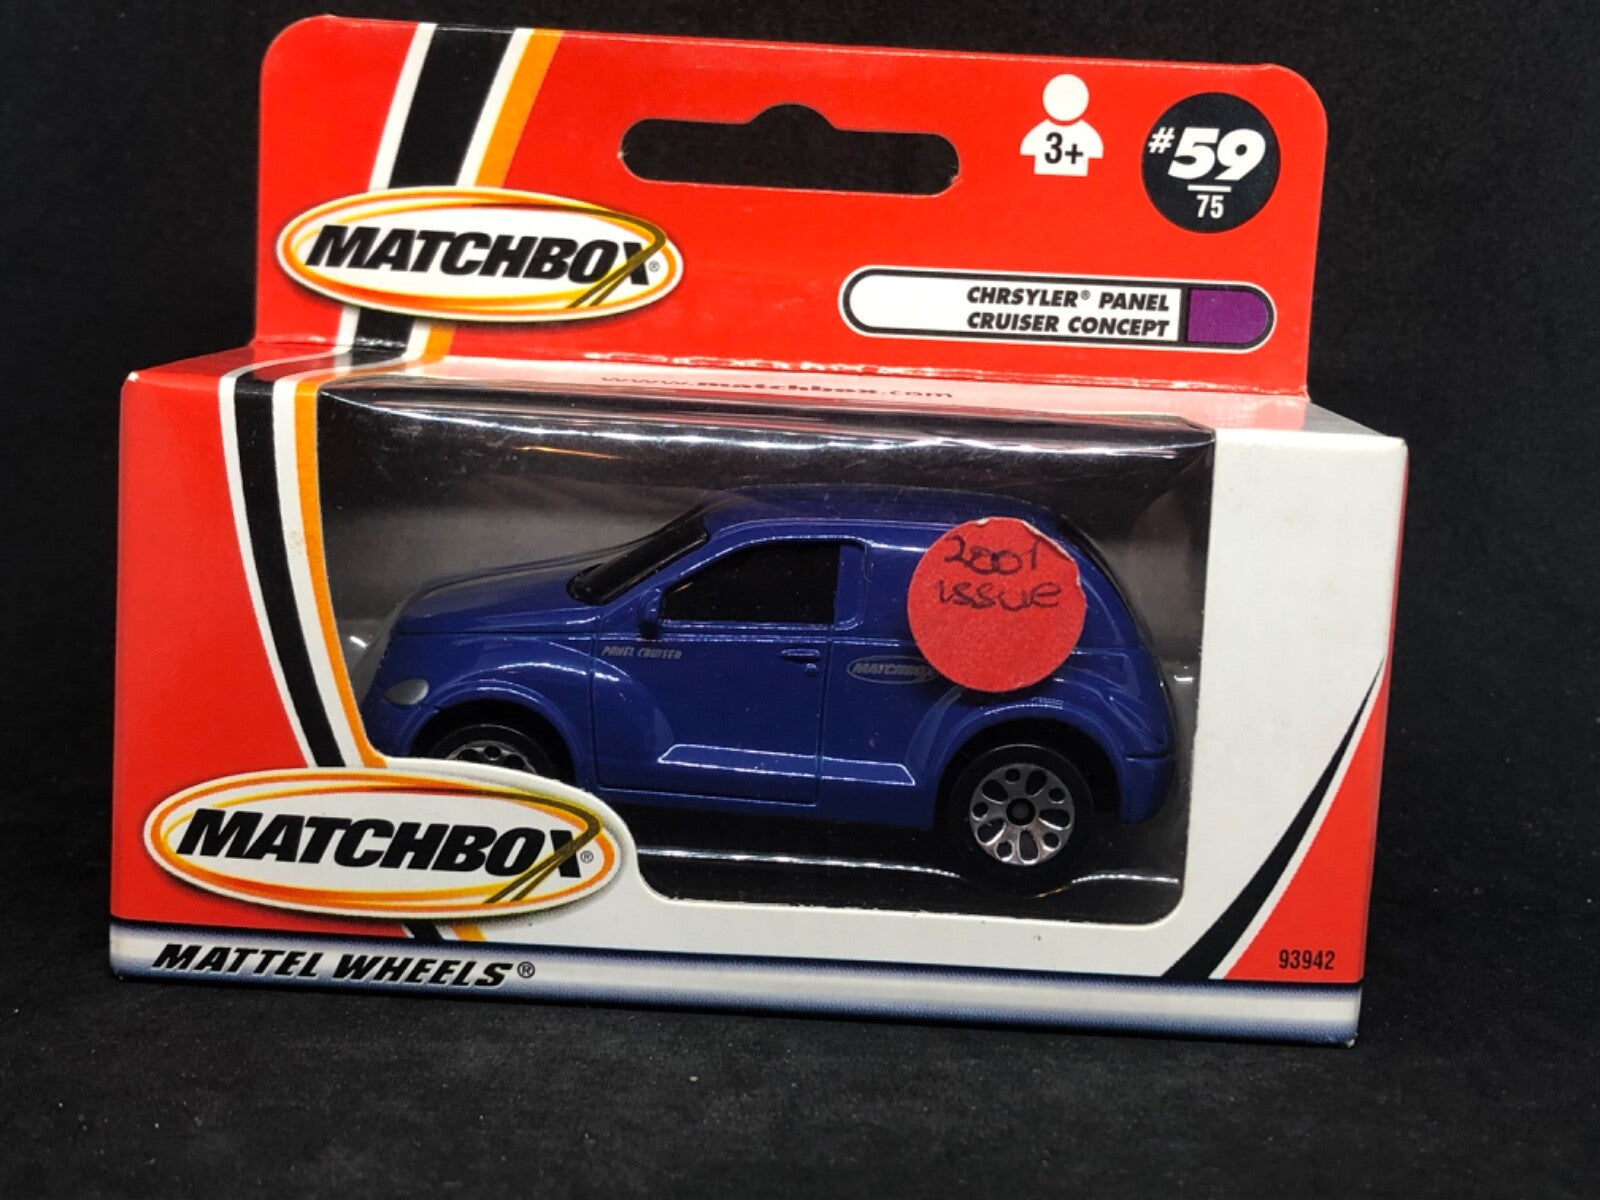 3+
#59
75
MATCHBOX®
CHRSYLER® PANEL
CRUISER CONCEPT
www.matchbox.com
2001
issue
PANEL CRUISER
MATCHBOX
MATCHBOX®
MATTEL WHEELS®
93942